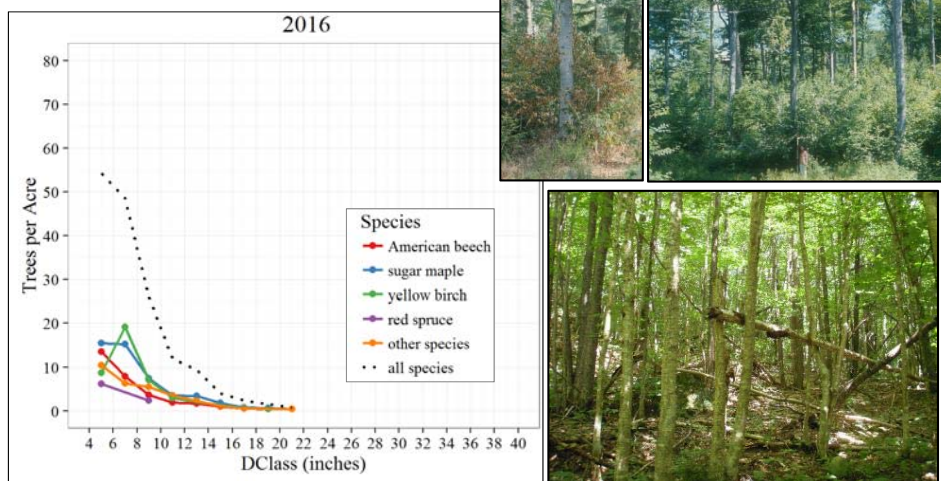 2016
Trees per Acre
80
70
60
50
40
30
20
10
0
Species
American beech
sugar maple
yellow birch
red spruce
other species
all species
4 6 8 10 12 14 16 18 20 22 24 26 28 30 32 34 36 38 40
DClass (inches)